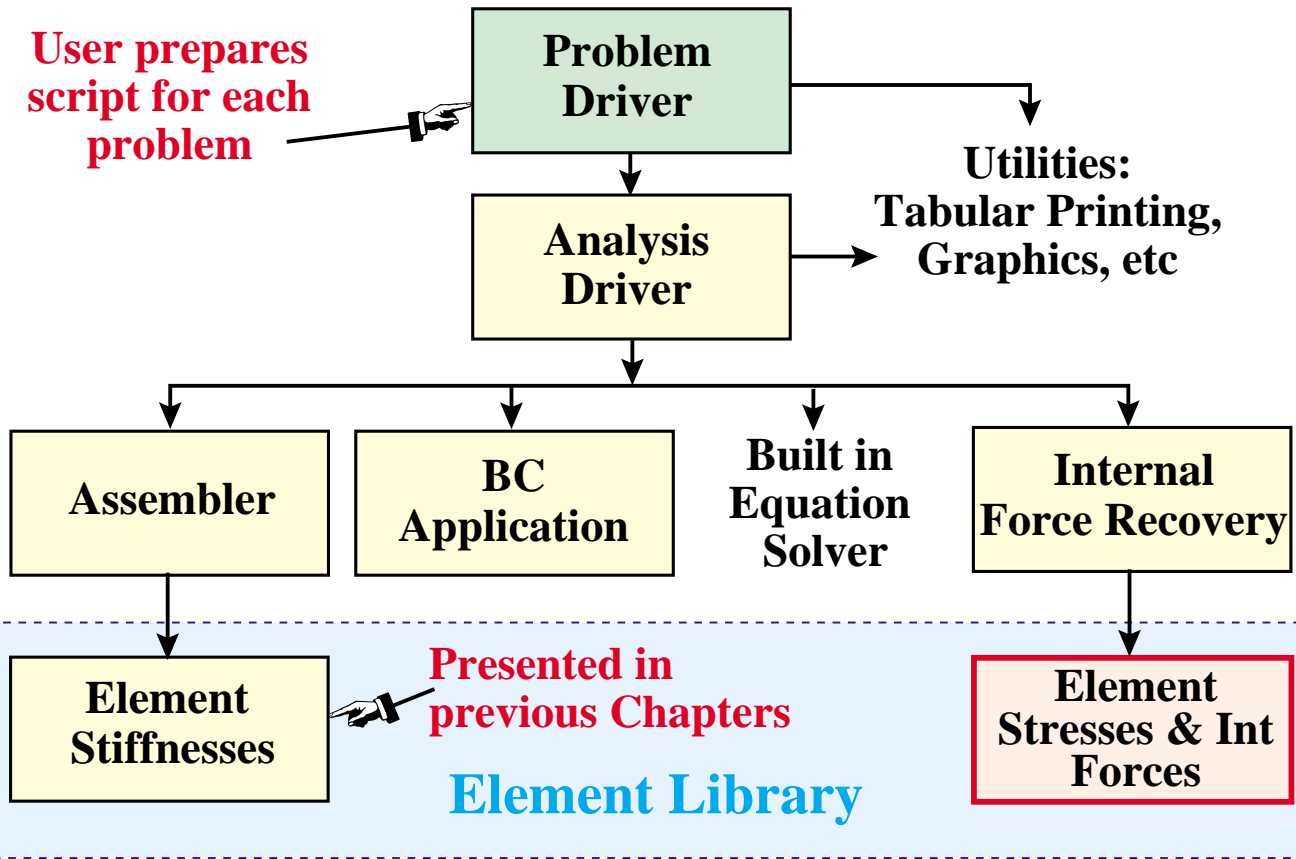 User prepares
script for each
problem
Problem
Driver
Utilities:
Tabular Printing,
Graphics, etc
Analysis
Driver
Assembler
BC
Application
Built in
Equation
Solver
Internal
Force Recovery
Element
Stiffnesses
Presented in
previous Chapters
Element
Stresses & Int
Forces
Element Library